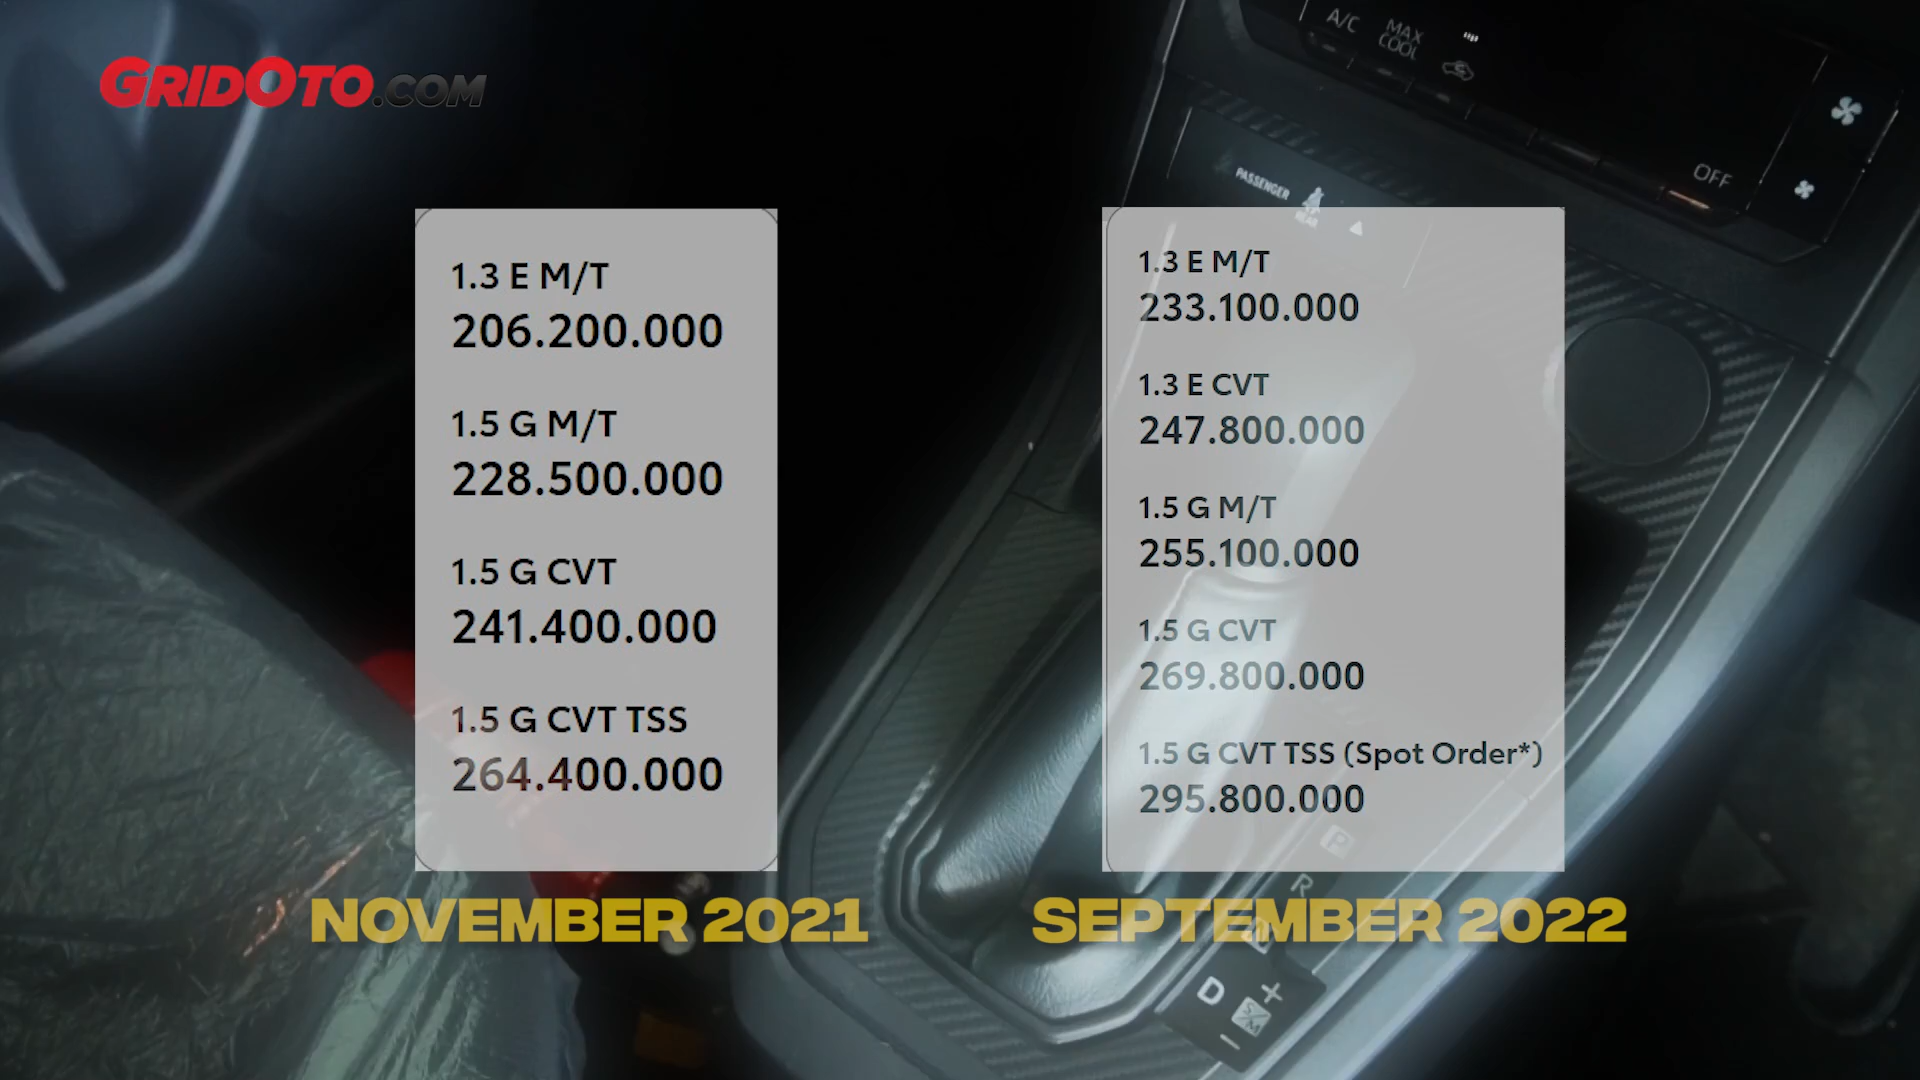 GRIDOTO.COM
A/C
MAX
COOL
OFF
PASSENGER
REAR
1.3 E M/T
206.200.000
1.5 G M/T
228.500.000
1.5 G CVT
241.400.000
1.5 G CVT TSS
264.400.000
NOVEMBER 2021
1.3 E M/T
233.100.000
1.3 E CVT
247.800.000
1.5 G M/T
255.100.000
1.5 G CVT
269.800.000
1.5 G CVT TSS (Spot Order*)
295.800.000
SEPTEMBER 2022
P
R
N
D
+
S/M
−